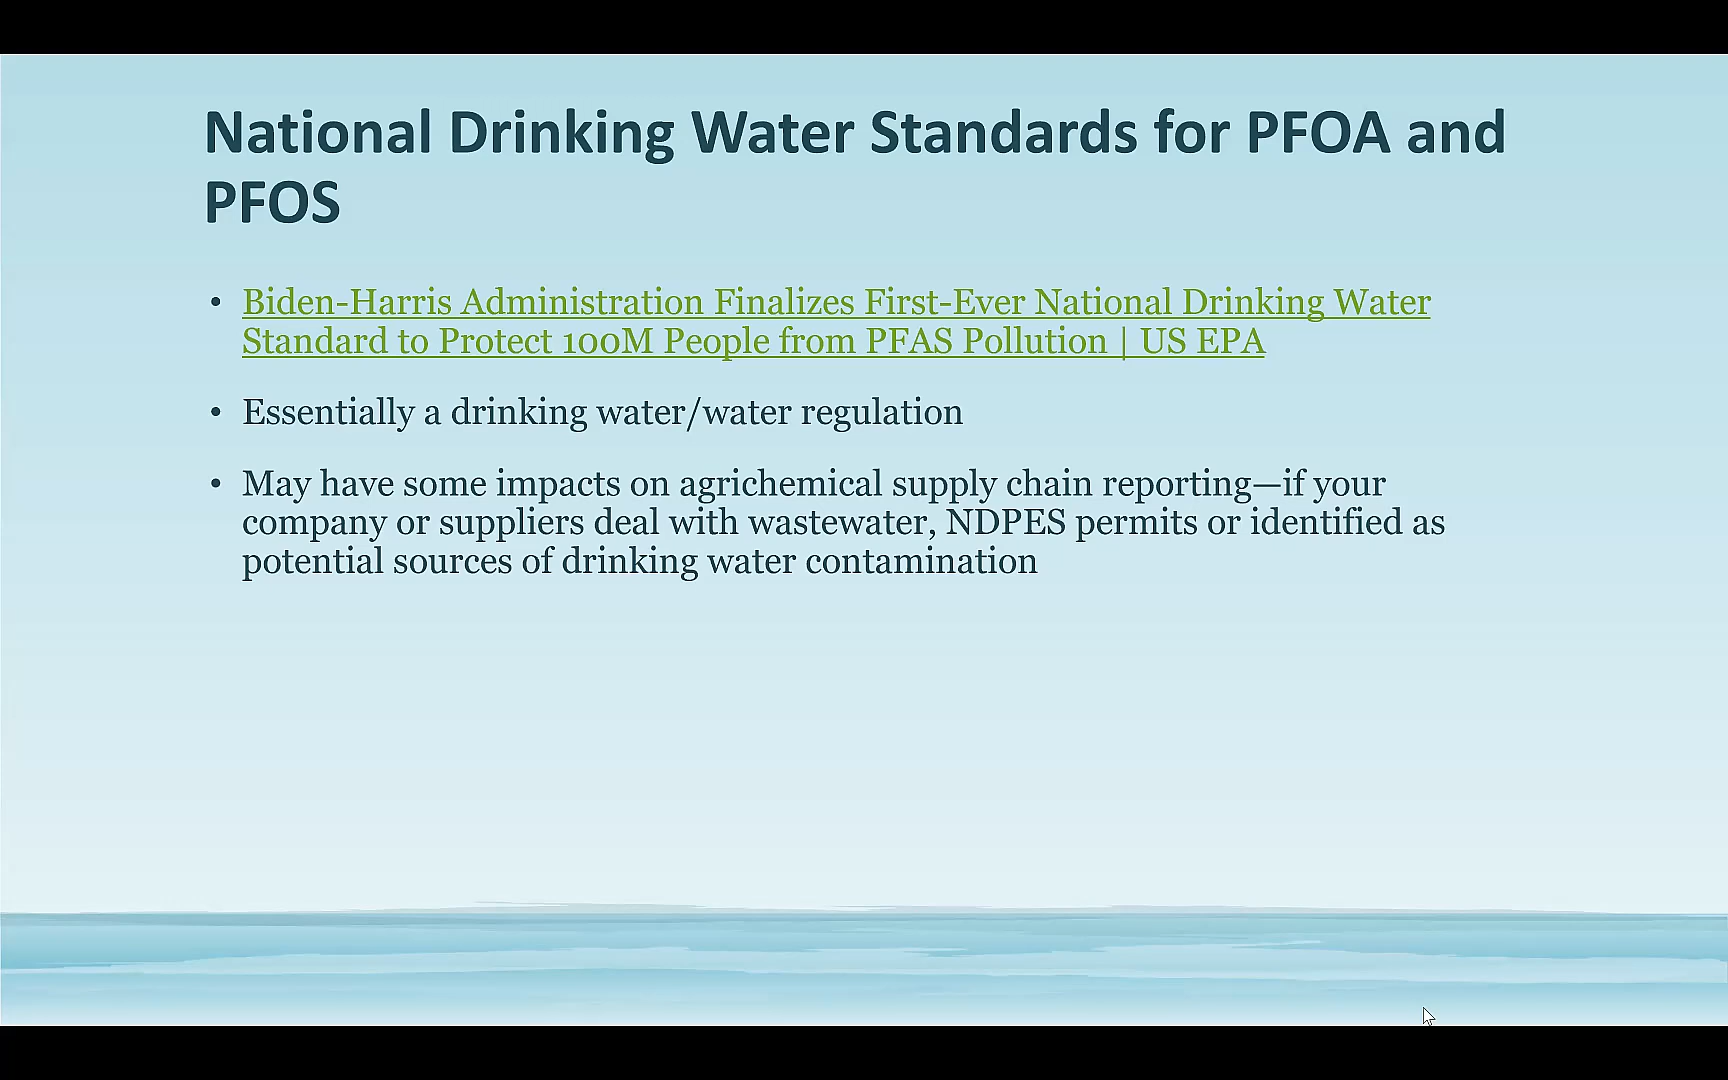 National Drinking Water Standards for PFOA and
PFOS
• Biden-Harris Administration Finalizes First-Ever National Drinking Water
Standard to Protect 100M People from PFAS Pollution | US EPA
• Essentially a drinking water/water regulation
• May have some impacts on agrichemical supply chain reporting—if your
company or suppliers deal with wastewater, NDPES permits or identified as
potential sources of drinking water contamination